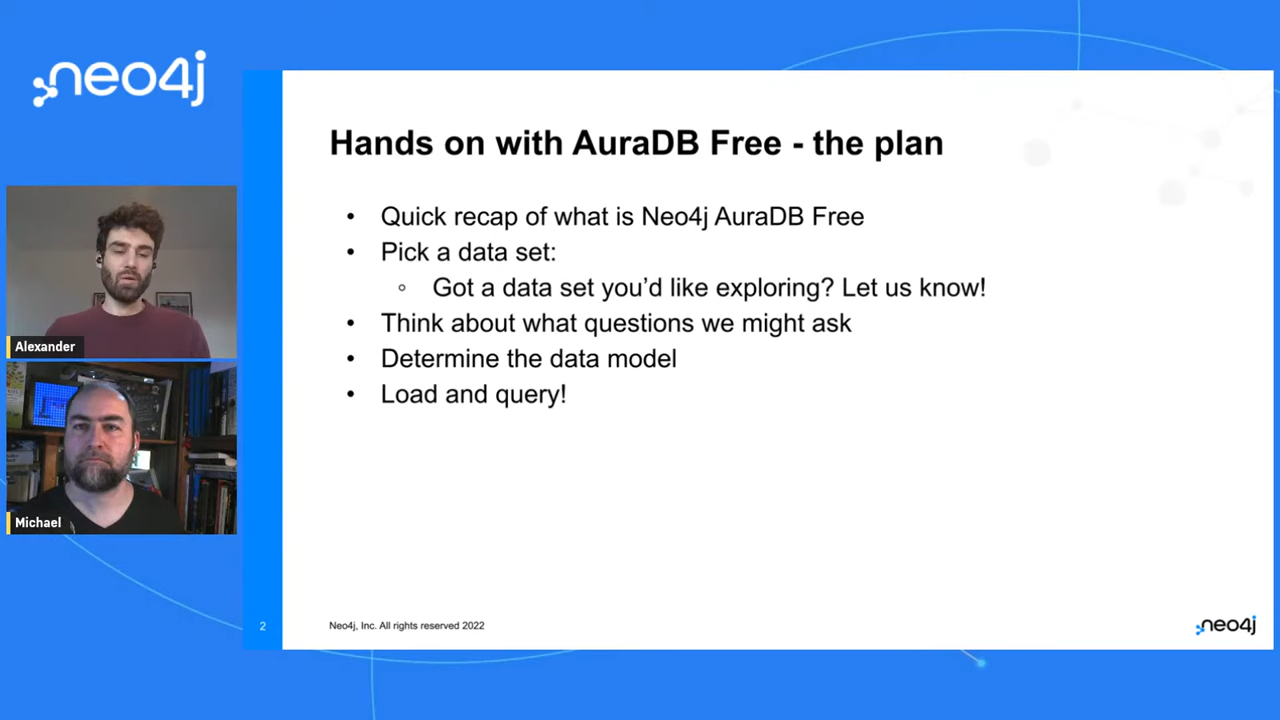 neo4j
Hands on with AuraDB Free - the plan
• Quick recap of what is Neo4j AuraDB Free
• Pick a data set:
◦ Got a data set you’d like exploring? Let us know!
• Think about what questions we might ask
• Determine the data model
• Load and query!
Alexander
Michael
2
Neo4j, Inc. All rights reserved 2022
neo4j